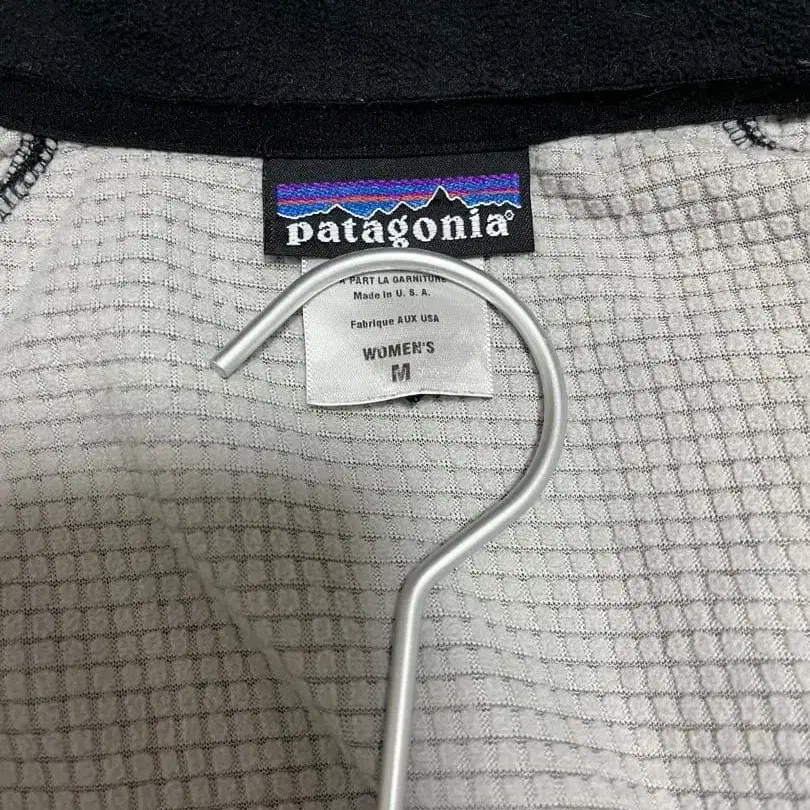 patagonia®
PART LA GARNITURE
Made in U. S. A.
Fabrique AUX USA
WOMEN'S
M